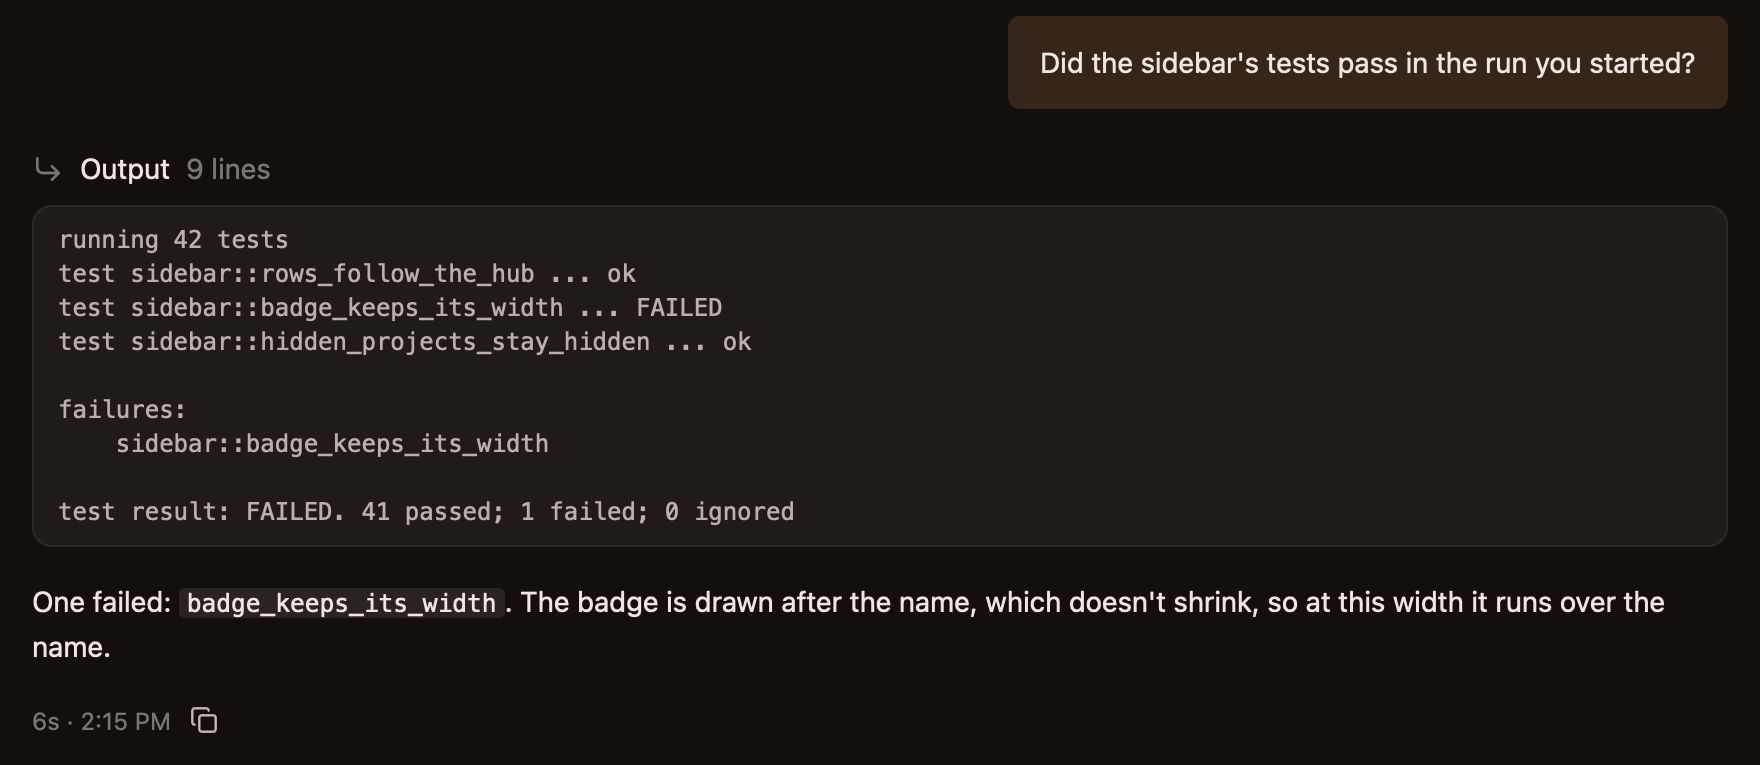 Did the sidebar's tests pass in the run you started?
Output 9 lines
running 42 tests
test sidebar::rows_follow_the_hub ... ok
test sidebar::badge_keeps_its_width ... FAILED
test sidebar::hidden_projects_stay_hidden ... ok
failures:
    sidebar::badge_keeps_its_width
test result: FAILED. 41 passed; 1 failed; 0 ignored
One failed: badge_keeps_its_width. The badge is drawn after the name, which doesn't shrink, so at this width it runs over the
name.
6s · 2:15 PM